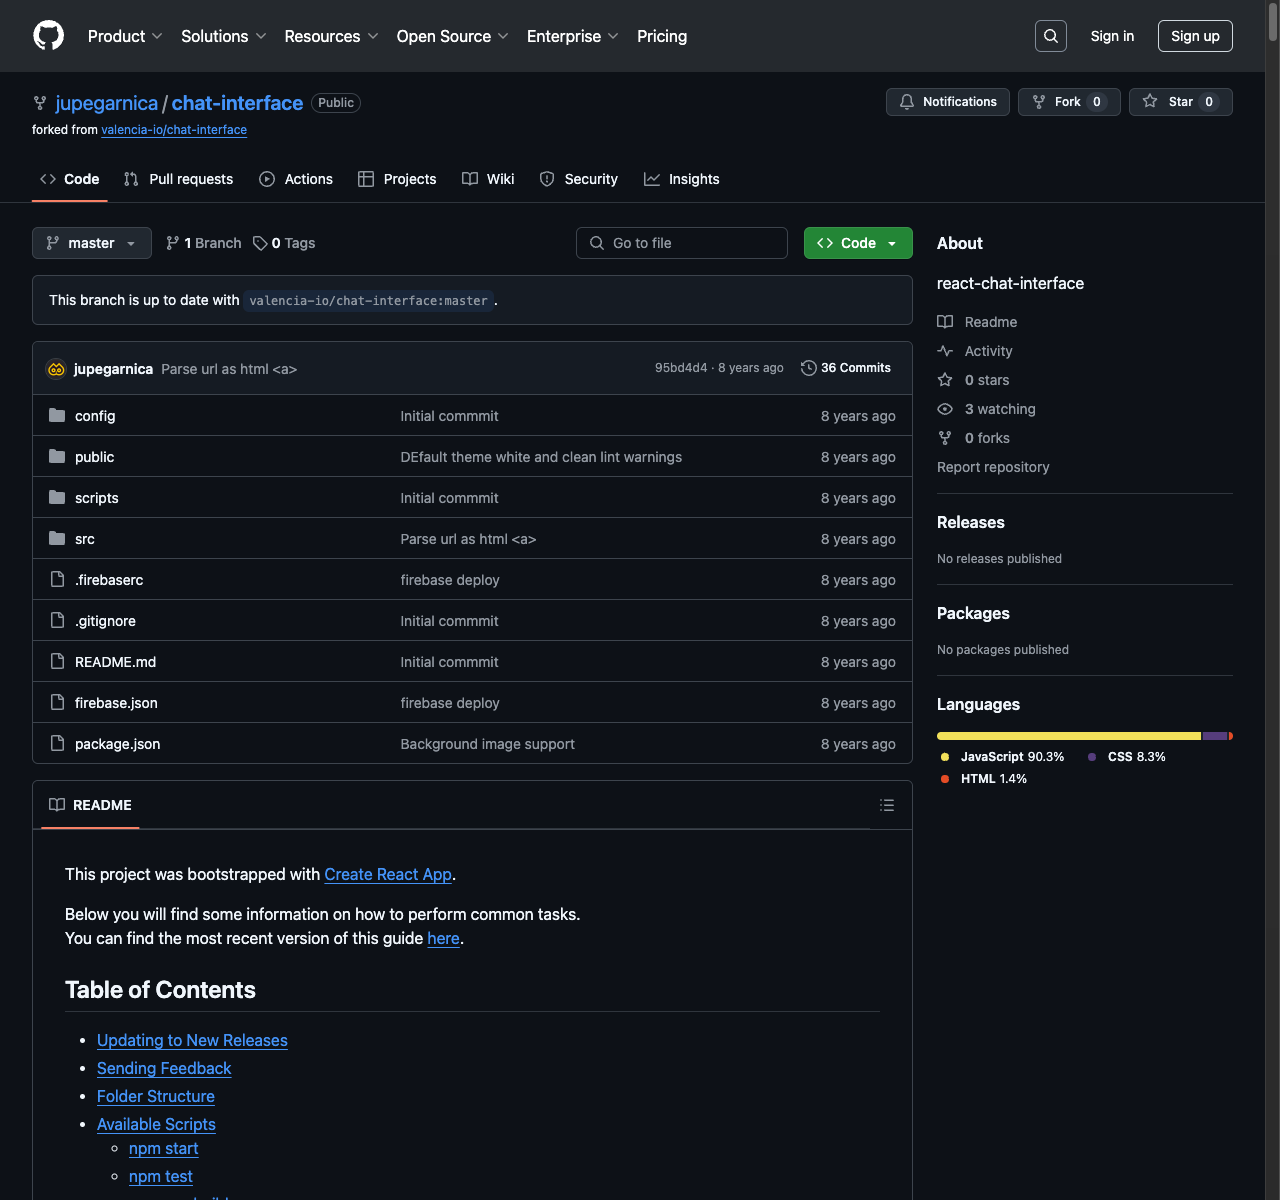 Product Solutions Resources Open Source Enterprise Pricing Sign in Sign up
jupegarnica / chat-interface Public Notifications Fork 0 Star 0
forked from valencia-io/chat-interface
Code Pull requests Actions Projects Wiki Security Insights
master 1 Branch 0 Tags Go to file Code
This branch is up to date with valencia-io/chat-interface:master .
jupegarnica Parse url as html <a> 95bd4d4 · 8 years ago 36 Commits
config Initial commmit 8 years ago
public DEfault theme white and clean lint warnings 8 years ago
scripts Initial commmit 8 years ago
src Parse url as html <a> 8 years ago
.firebaserc firebase deploy 8 years ago
.gitignore Initial commmit 8 years ago
README.md Initial commmit 8 years ago
firebase.json firebase deploy 8 years ago
package.json Background image support 8 years ago
README
This project was bootstrapped with Create React App.
Below you will find some information on how to perform common tasks.
You can find the most recent version of this guide here.
Table of Contents
Updating to New Releases
Sending Feedback
Folder Structure
Available Scripts
npm start
npm test
About
react-chat-interface
Readme
Activity
0 stars
3 watching
0 forks
Report repository
Releases
No releases published
Packages
No packages published
Languages
JavaScript 90.3% CSS 8.3%
HTML 1.4%